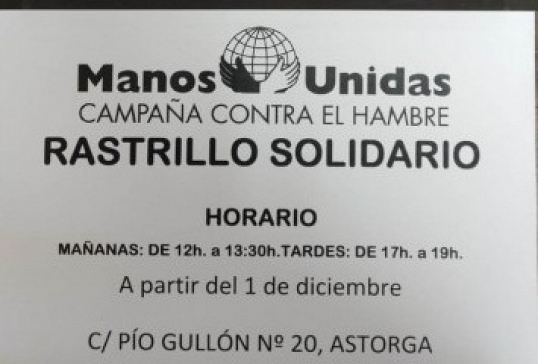 Manos Unidas
CAMPAÑA CONTRA EL HAMBRE
RASTRILLO SOLIDARIO
HORARIO
MAÑANAS: DE 12h. a 13:30h.TARDES: DE 17h. a 19h.
A partir del 1 de diciembre
C/ PÍO GULLÓN Nº 20, ASTORGA